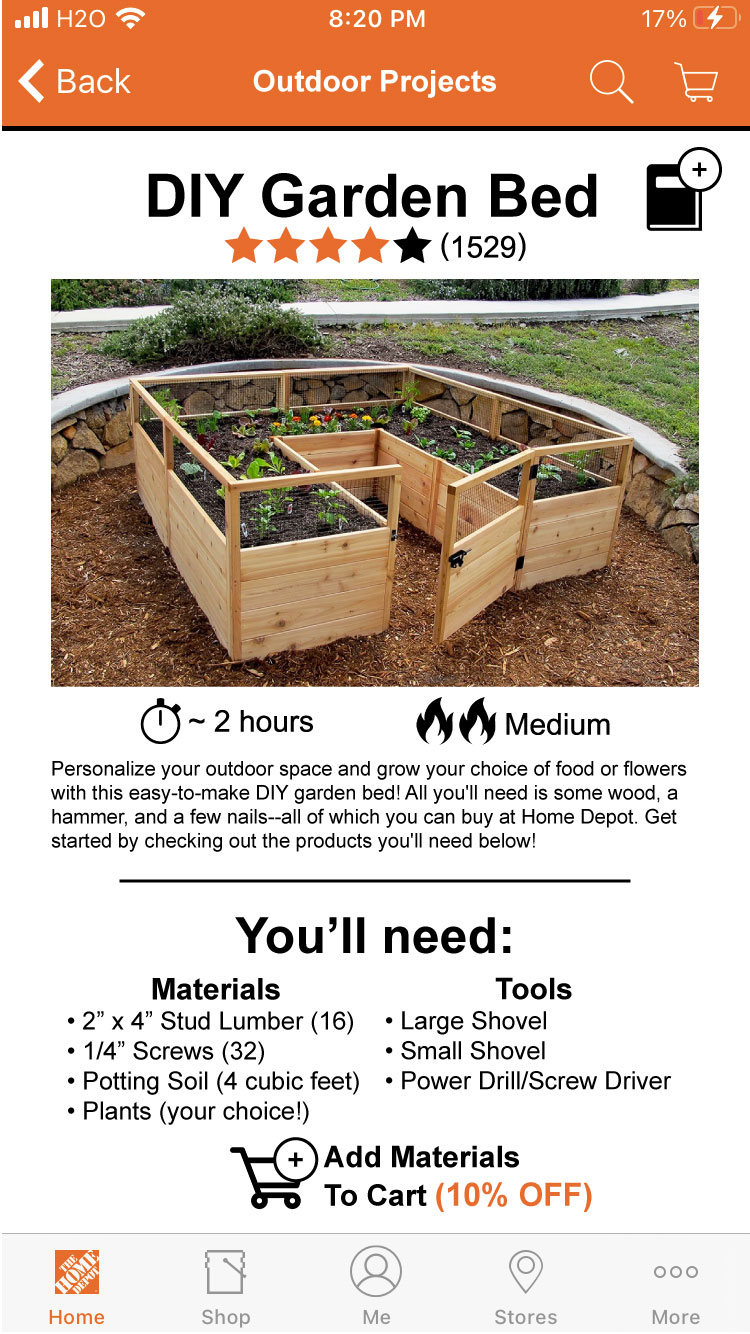 H2O 8:20 PM 17%
Back Outdoor Projects
+
DIY Garden Bed
(1529)
~ 2 hours Medium
Personalize your outdoor space and grow your choice of food or flowers
with this easy-to-make DIY garden bed! All you'll need is some wood, a
hammer, and a few nails--all of which you can buy at Home Depot. Get
started by checking out the products you'll need below!
You’ll need:
Materials
• 2” x 4” Stud Lumber (16)
• 1/4” Screws (32)
• Potting Soil (4 cubic feet)
• Plants (your choice!)
Tools
• Large Shovel
• Small Shovel
• Power Drill/Screw Driver
+
Add Materials
To Cart (10% OFF)
THE
HOME
DEPOT
Home Shop Me Stores More